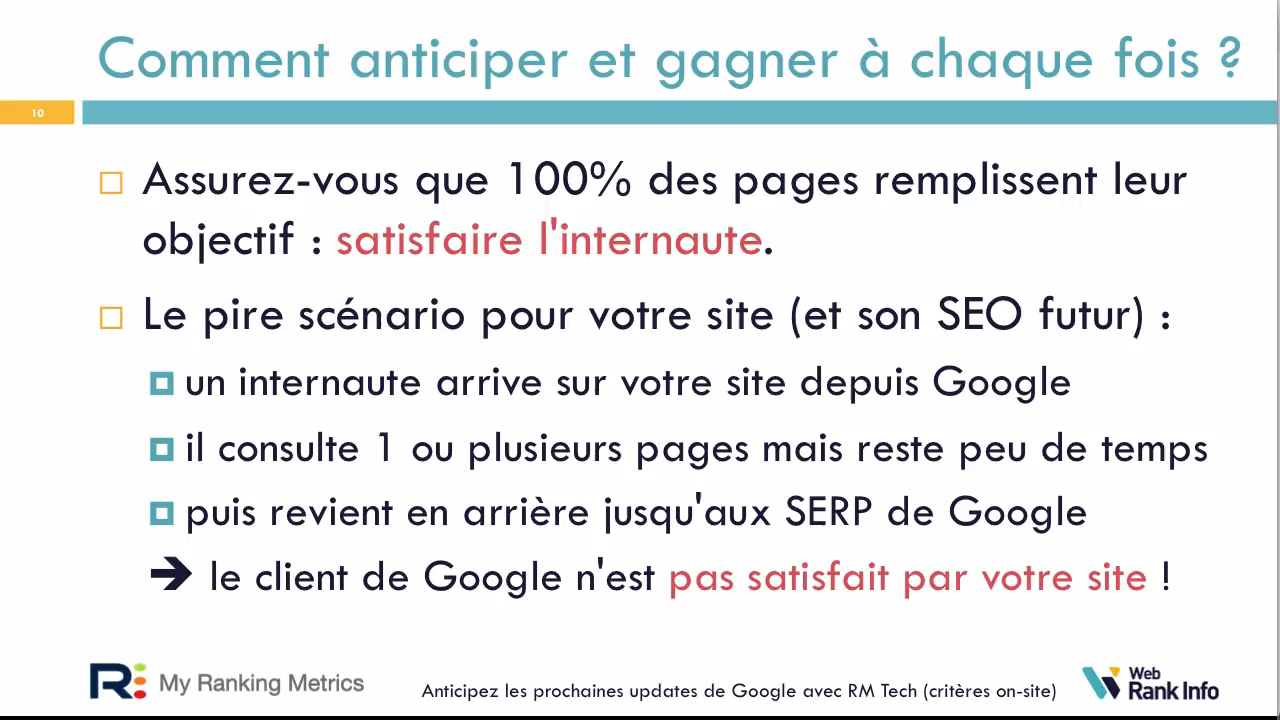 Comment anticiper et gagner à chaque fois ?
10
Assurez-vous que 100% des pages remplissent leur
objectif : satisfaire l'internaute.
Le pire scénario pour votre site (et son SEO futur) :
un internaute arrive sur votre site depuis Google
il consulte 1 ou plusieurs pages mais reste peu de temps
puis revient en arrière jusqu'aux SERP de Google
➔ le client de Google n'est pas satisfait par votre site !
My Ranking Metrics
Anticipez les prochaines updates de Google avec RM Tech (critères on-site)
Web
Rank Info